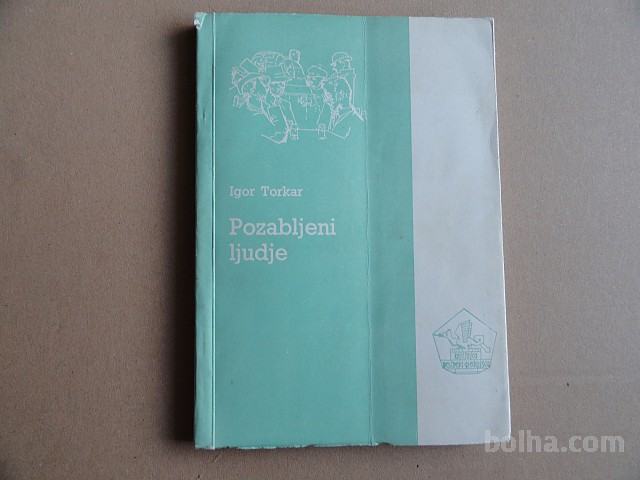 Igor Torkar
Pozabljeni
ljudje
bolha.com